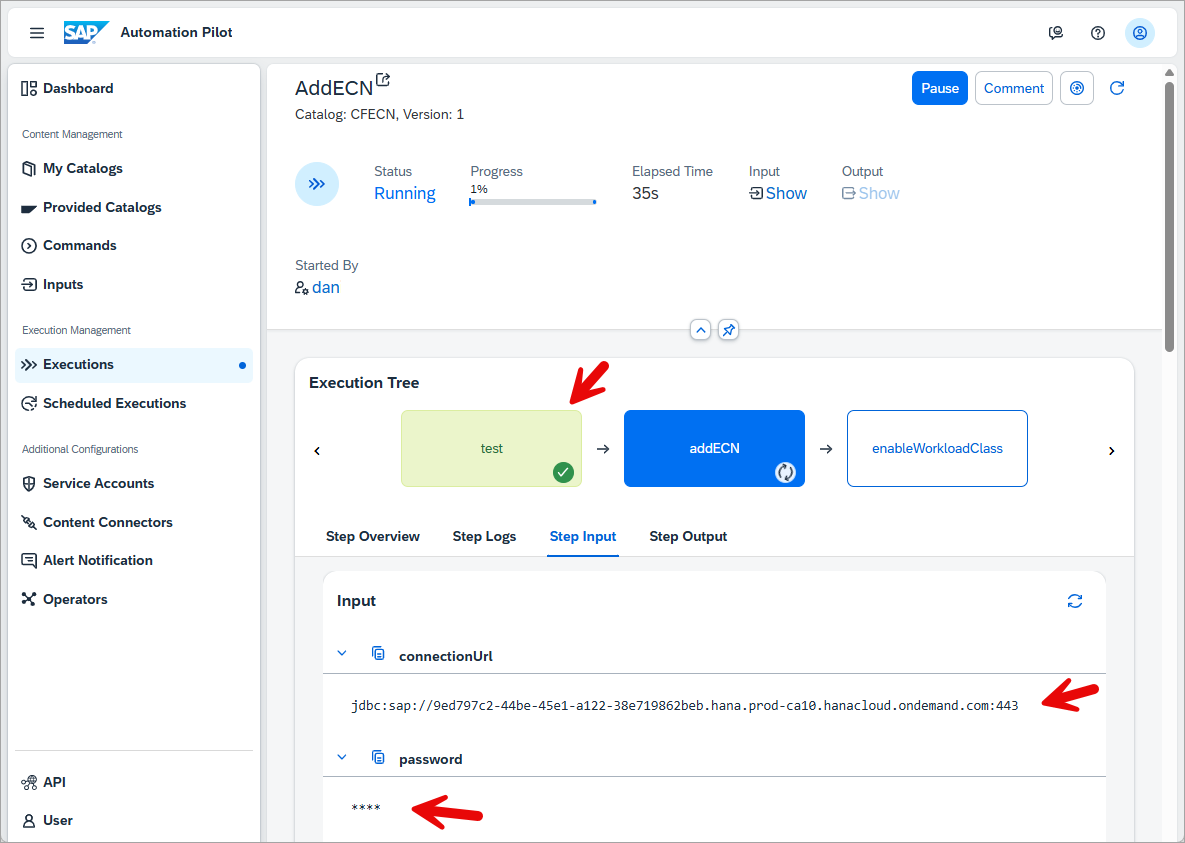 SAP Automation Pilot
Dashboard
Content Management
My Catalogs
Provided Catalogs
Commands
Inputs
Execution Management
Executions
Scheduled Executions
Additional Configurations
Service Accounts
Content Connectors
Alert Notification
Operators
API
User
AddECN
Catalog: CFECN, Version: 1
Pause Comment
Status Progress Elapsed Time Input Output
Running 1% 35s Show Show
Started By
dan
Execution Tree
test addECN enableWorkloadClass
Step Overview Step Logs Step Input Step Output
Input
connectionUrl
jdbc:sap://9ed797c2-44be-45e1-a122-38e719862beb.hana.prod-ca10.hanacloud.ondemand.com:443
password
****